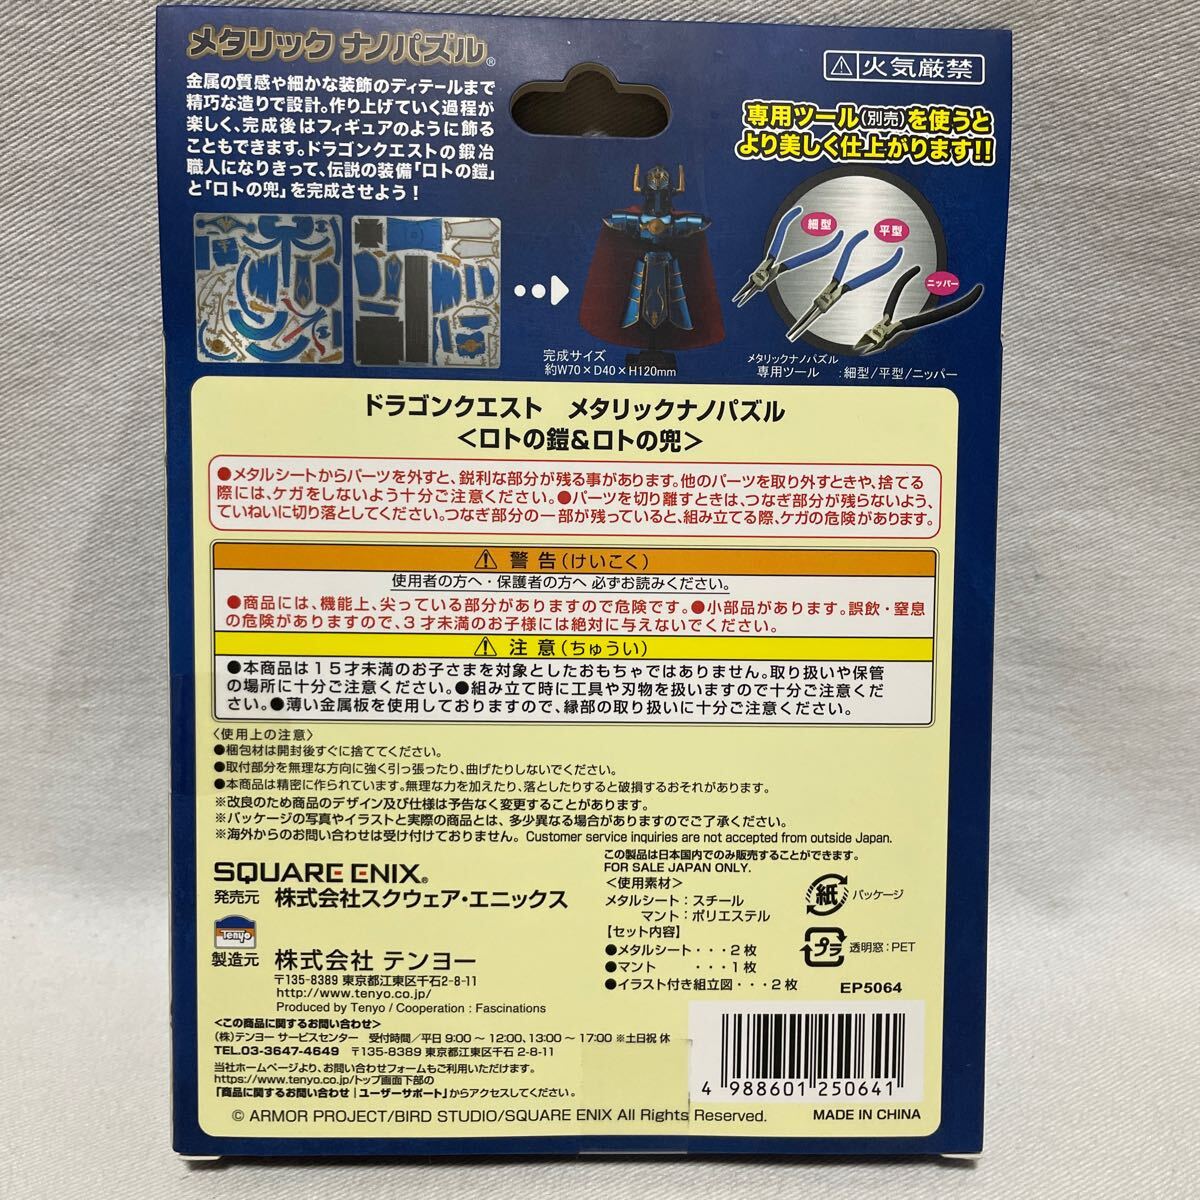 メタリック ナノパズル®
金属の質感や細かな装飾のディテールまで
精巧な造りで設計。作り上げていく過程が
楽しく、完成後はフィギュアのように飾る
こともできます。ドラゴンクエストの鍛冶
職人になりきって、伝説の装備「ロトの鎧」
と「ロトの兜」を完成させよう！
⚠火気厳禁
専用ツール(別売)を使うと
より美しく仕上がります!!
細型
平型
ニッパー
完成サイズ
約W70×D40×H120mm
メタリックナノパズル
専用ツール　:細型/平型/ニッパー
ドラゴンクエスト　メタリックナノパズル
＜ロトの鎧&ロトの兜＞
●メタルシートからパーツを外すと、鋭利な部分が残る事があります。他のパーツを取り外すときや、捨てる
際には、ケガをしないよう十分ご注意ください。●パーツを切り離すときは、つなぎ部分が残らないよう、
ていねいに切り落としてください。つなぎ部分の一部が残っていると、組み立てる際、ケガの危険があります。
⚠ 警告(けいこく)
使用者の方へ・保護者の方へ 必ずお読みください。
●商品には、機能上、尖っている部分がありますので危険です。●小部品があります。誤飲・窒息
の危険がありますので、3才未満のお子様には絶対に与えないでください。
⚠ 注意(ちゅうい)
●本商品は15才未満のお子さまを対象としたおもちゃではありません。取り扱いや保管
の場所に十分ご注意ください。●組み立て時に工具や刃物を扱いますので十分ご注意くだ
さい。●薄い金属板を使用しておりますので、縁部の取り扱いに十分ご注意ください。
〈使用上の注意〉
●梱包材は開封後すぐに捨ててください。
●取付部分を無理な方向に強く引っ張ったり、曲げたりしないでください。
●本商品は精密に作られています。無理な力を加えたり、落としたりすると破損するおそれがあります。
※改良のため商品のデザイン及び仕様は予告なく変更することがあります。
※パッケージの写真やイラストと実際の商品とは、多少異なる場合がありますのでご了承ください。
※海外からのお問い合わせは受け付けておりません。Customer service inquiries are not accepted from outside Japan.
SQUARE ENIX®
発売元 株式会社スクウェア・エニックス
Tenyo
製造元 株式会社 テンヨー
〒135-8389 東京都江東区千石2-8-11
http://www.tenyo.co.jp/
Produced by Tenyo / Cooperation : Fascinations
この製品は日本国内でのみ販売することができます。
FOR SALE JAPAN ONLY.
＜使用素材＞
メタルシート：スチール
マント：ポリエステル
【セット内容】
●メタルシート・・・2枚
●マント　・・・1枚
●イラスト付き組立図・・・2枚
紙 パッケージ
プラ 透明窓：PET
EP5064
＜この商品に関するお問い合わせ＞
(株)テンヨー サービスセンター　受付時間／平日 9:00～12:00、13:00～17:00 ※土日祝 休
TEL.03-3647-4649　〒135-8389 東京都江東区千石 2-8-11
当社ホームページより、お問い合わせフォームもご利用いただけます。
https://www.tenyo.co.jp/トップ画面下部の
「商品に関するお問い合わせ｜ユーザーサポート」からアクセスしてください。
4 988601 250641
© ARMOR PROJECT/BIRD STUDIO/SQUARE ENIX All Rights Reserved.
MADE IN CHINA